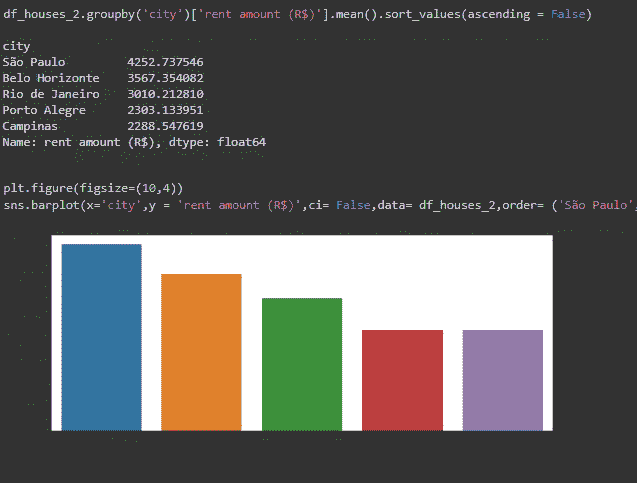 df_houses_2.groupby('city')['rent amount (R$)'].mean().sort_values(ascending = False)
city
São Paulo 4252.737546
Belo Horizonte 3567.354082
Rio de Janeiro 3010.212810
Porto Alegre 2303.133951
Campinas 2288.547619
Name: rent amount (R$), dtype: float64
plt.figure(figsize=(10,4))
sns.barplot(x='city',y = 'rent amount (R$)',ci= False,data= df_houses_2,order= ('São Paulo',